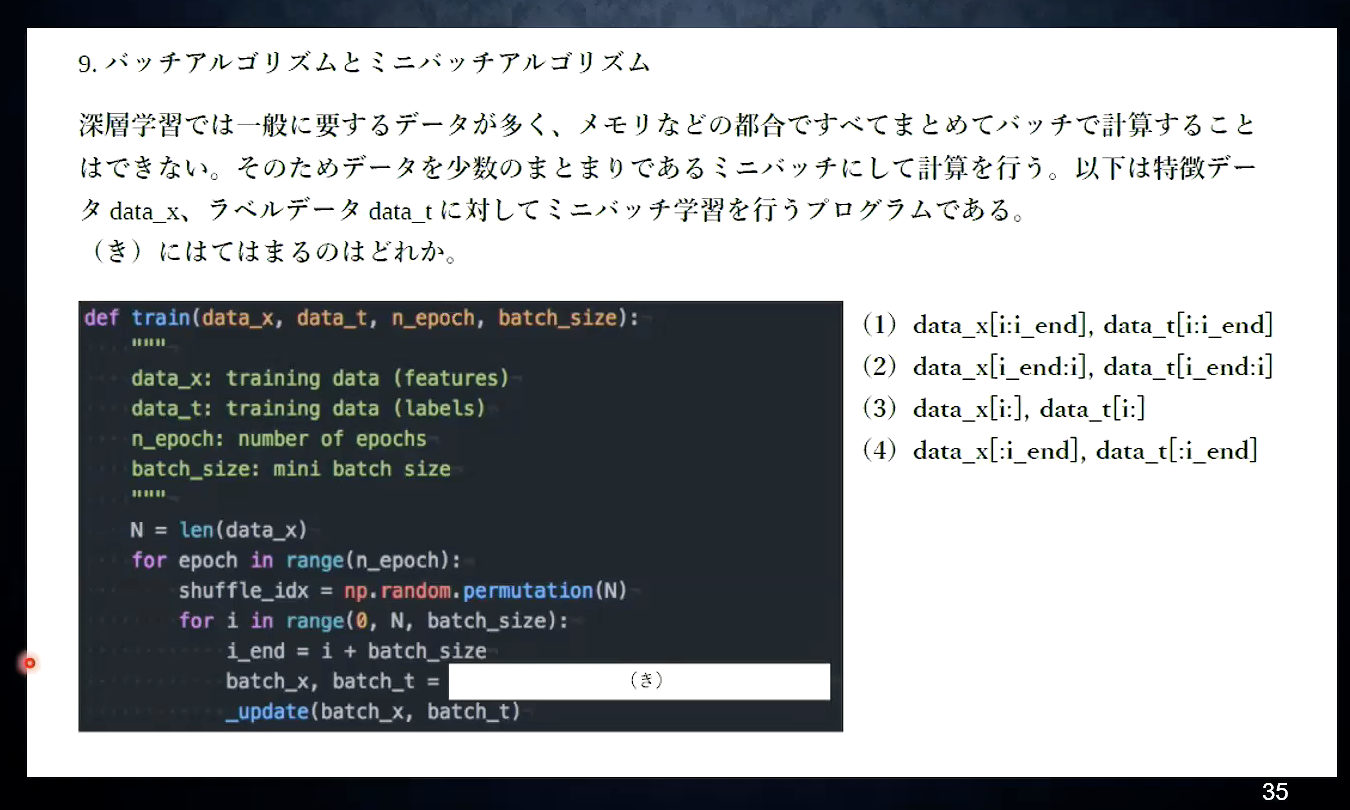 9. バッチアルゴリズムとミニバッチアルゴリズム
深層学習では一般に要するデータが多く、メモリなどの都合ですべてまとめてバッチで計算すること
はできない。そのためデータを少数のまとまりであるミニバッチにして計算を行う。以下は特徴デー
タ data_x、ラベルデータ data_t に対してミニバッチ学習を行うプログラムである。
（き）にはてはまるのはどれか。
def train(data_x, data_t, n_epoch, batch_size):
"""
data_x: training data (features)
data_t: training data (labels)
n_epoch: number of epochs
batch_size: mini batch size
"""
N = len(data_x)
for epoch in range(n_epoch):
shuffle_idx = np.random.permutation(N)
for i in range(0, N, batch_size):
i_end = i + batch_size
batch_x, batch_t = （き）
_update(batch_x, batch_t)
（1）data_x[i:i_end], data_t[i:i_end]
（2）data_x[i_end:i], data_t[i_end:i]
（3）data_x[i:], data_t[i:]
（4）data_x[:i_end], data_t[:i_end]
35